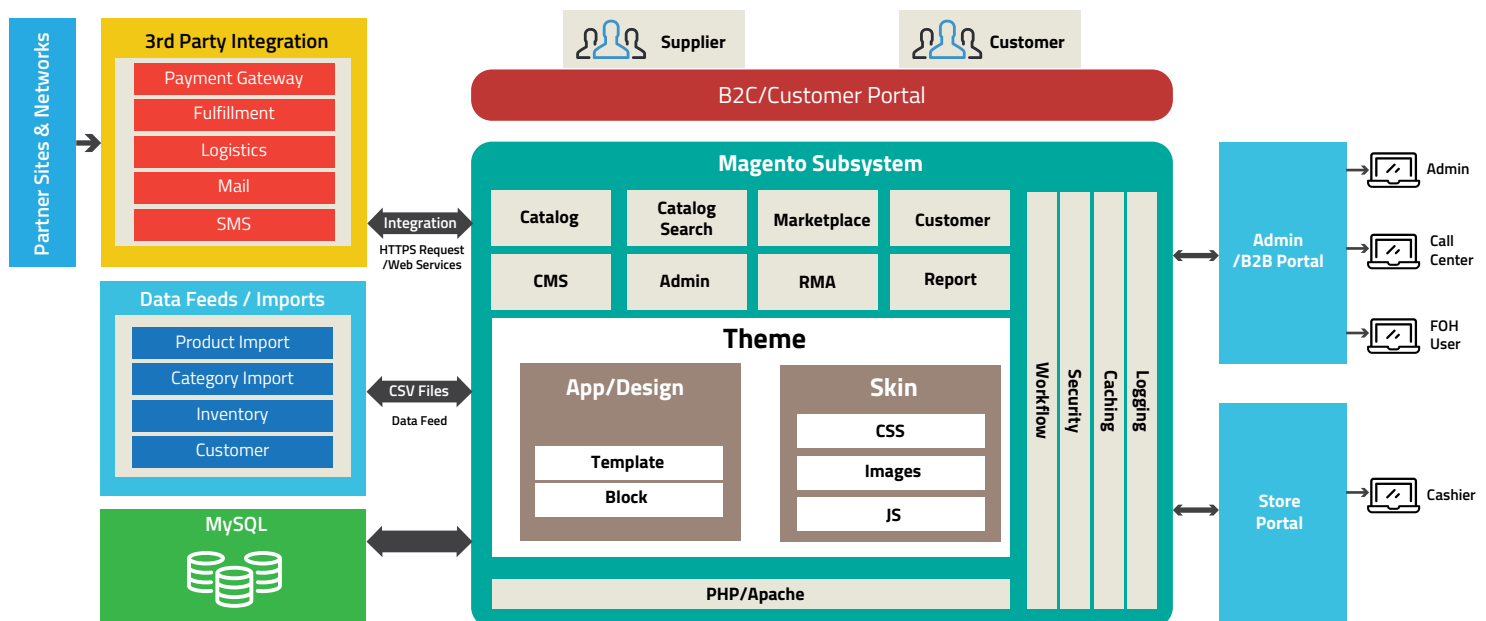 Partner Sites & Networks
3rd Party Integration
Payment Gateway
Fulfillment
Logistics
Mail
SMS
Data Feeds / Imports
Product Import
Category Import
Inventory
Customer
MySQL
Integration
HTTPS Request
/Web Services
CSV Files
Data Feed
Supplier
Customer
B2C/Customer Portal
Magento Subsystem
Catalog
Catalog
Search
Marketplace
Customer
CMS
Admin
RMA
Report
Theme
App/Design
Template
Block
Skin
CSS
Images
JS
PHP/Apache
Workflow
Security
Caching
Logging
Admin
/B2B Portal
Admin
Call
Center
FOH
User
Store
Portal
Cashier